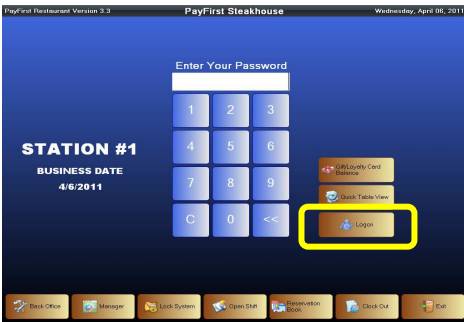 PayFirst Restaurant Version 3.3
PayFirst Steakhouse
Wednesday, April 06, 2011
Enter Your Password
1 2 3
4 5 6
7 8 9
C 0 <<
STATION #1
BUSINESS DATE
4/6/2011
Gift/Loyalty Card
Balance
Quick Table View
Logon
Back Office
Manager
Lock System
Open Shift
Reservation
Book
Clock Out
Exit